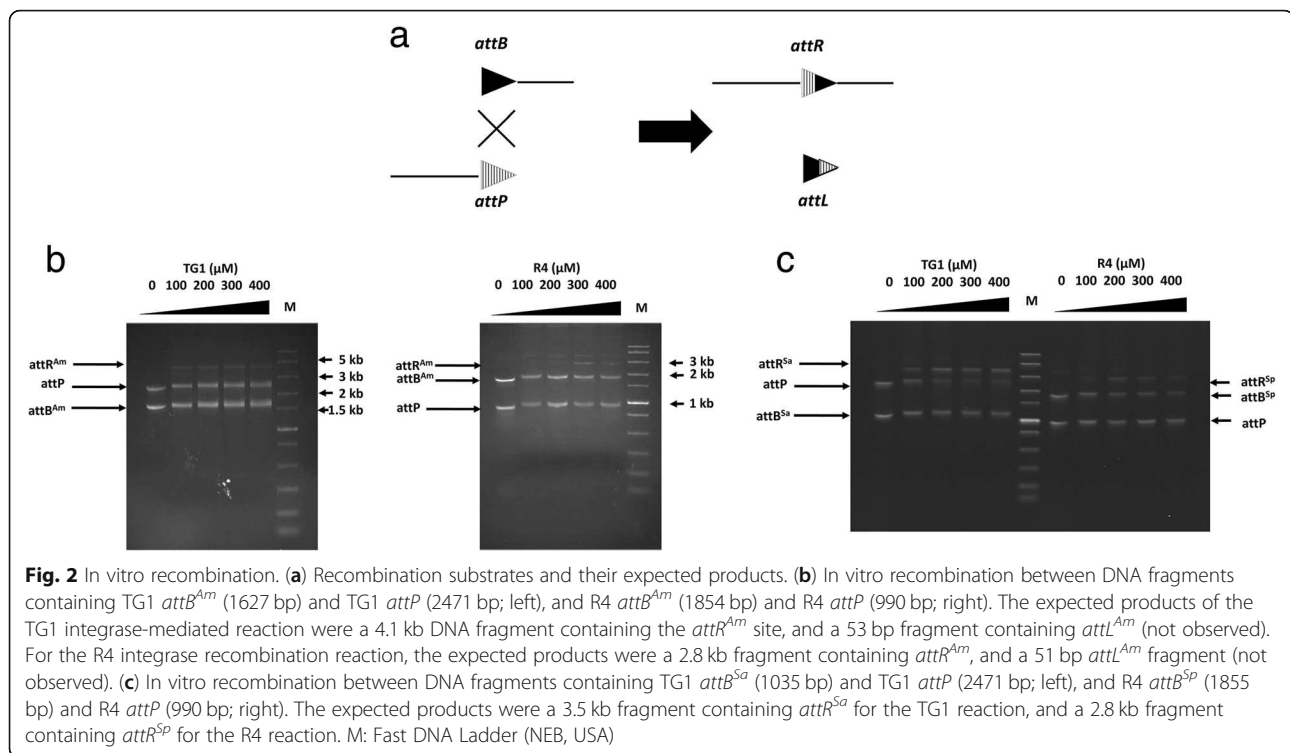 a
attB
attR
attP
attL
b
TG1 (µM)
0 100 200 300 400
M
attR^Am
attP
attB^Am
5 kb
3 kb
2 kb
1.5 kb
R4 (µM)
0 100 200 300 400
M
attR^Am
attB^Am
attP
3 kb
2 kb
1 kb
c
TG1 (µM)
0 100 200 300 400
M
R4 (µM)
0 100 200 300 400
attR^Sa
attP
attB^Sa
attR^Sp
attB^Sp
attP
Fig. 2 In vitro recombination. (a) Recombination substrates and their expected products. (b) In vitro recombination between DNA fragments
containing TG1 attB^Am (1627 bp) and TG1 attP (2471 bp; left), and R4 attB^Am (1854 bp) and R4 attP (990 bp; right). The expected products of the
TG1 integrase-mediated reaction were a 4.1 kb DNA fragment containing the attR^Am site, and a 53 bp fragment containing attL^Am (not observed).
For the R4 integrase recombination reaction, the expected products were a 2.8 kb fragment containing attR^Am, and a 51 bp attL^Am fragment (not
observed). (c) In vitro recombination between DNA fragments containing TG1 attB^Sa (1035 bp) and TG1 attP (2471 bp; left), and R4 attB^Sp (1855
bp) and R4 attP (990 bp; right). The expected products were a 3.5 kb fragment containing attR^Sa for the TG1 reaction, and a 2.8 kb fragment
containing attR^Sp for the R4 reaction. M: Fast DNA Ladder (NEB, USA)